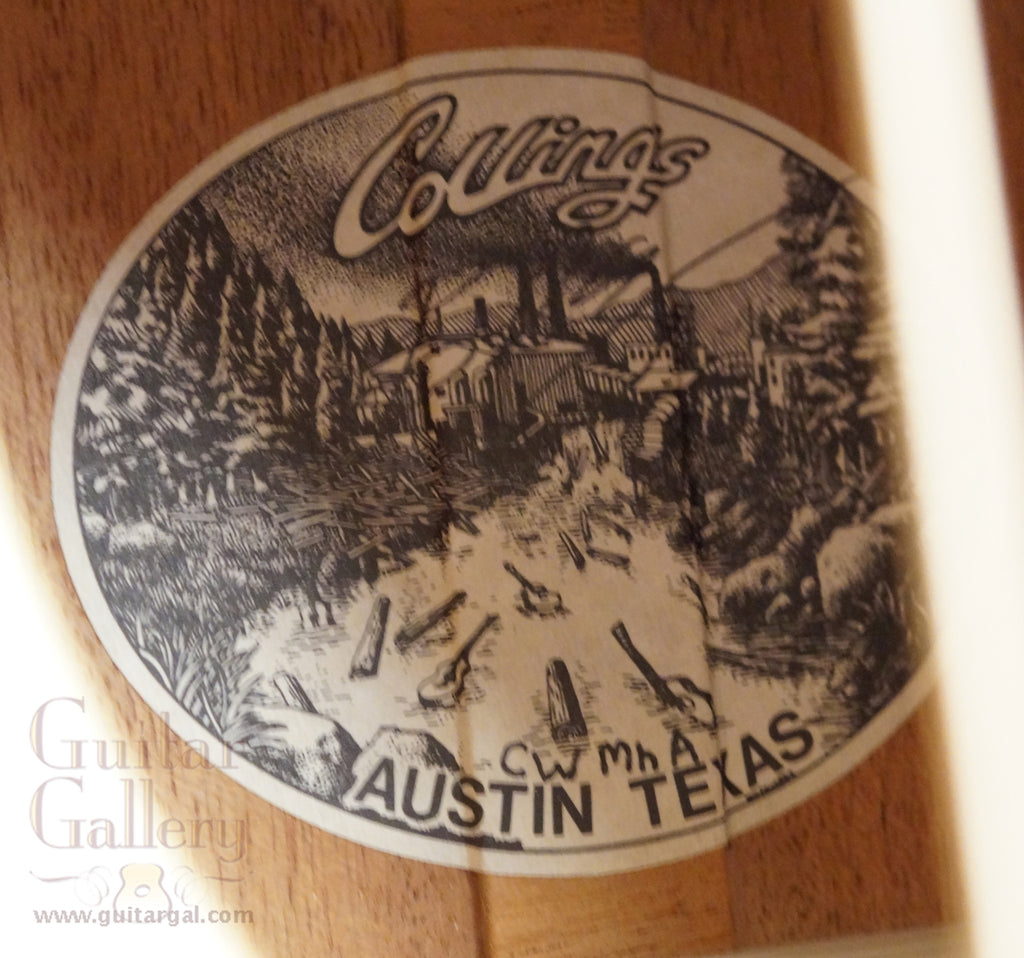 Collings
CW Mh A
AUSTIN TEXAS
Guitar
Gallery
www.guitargal.com